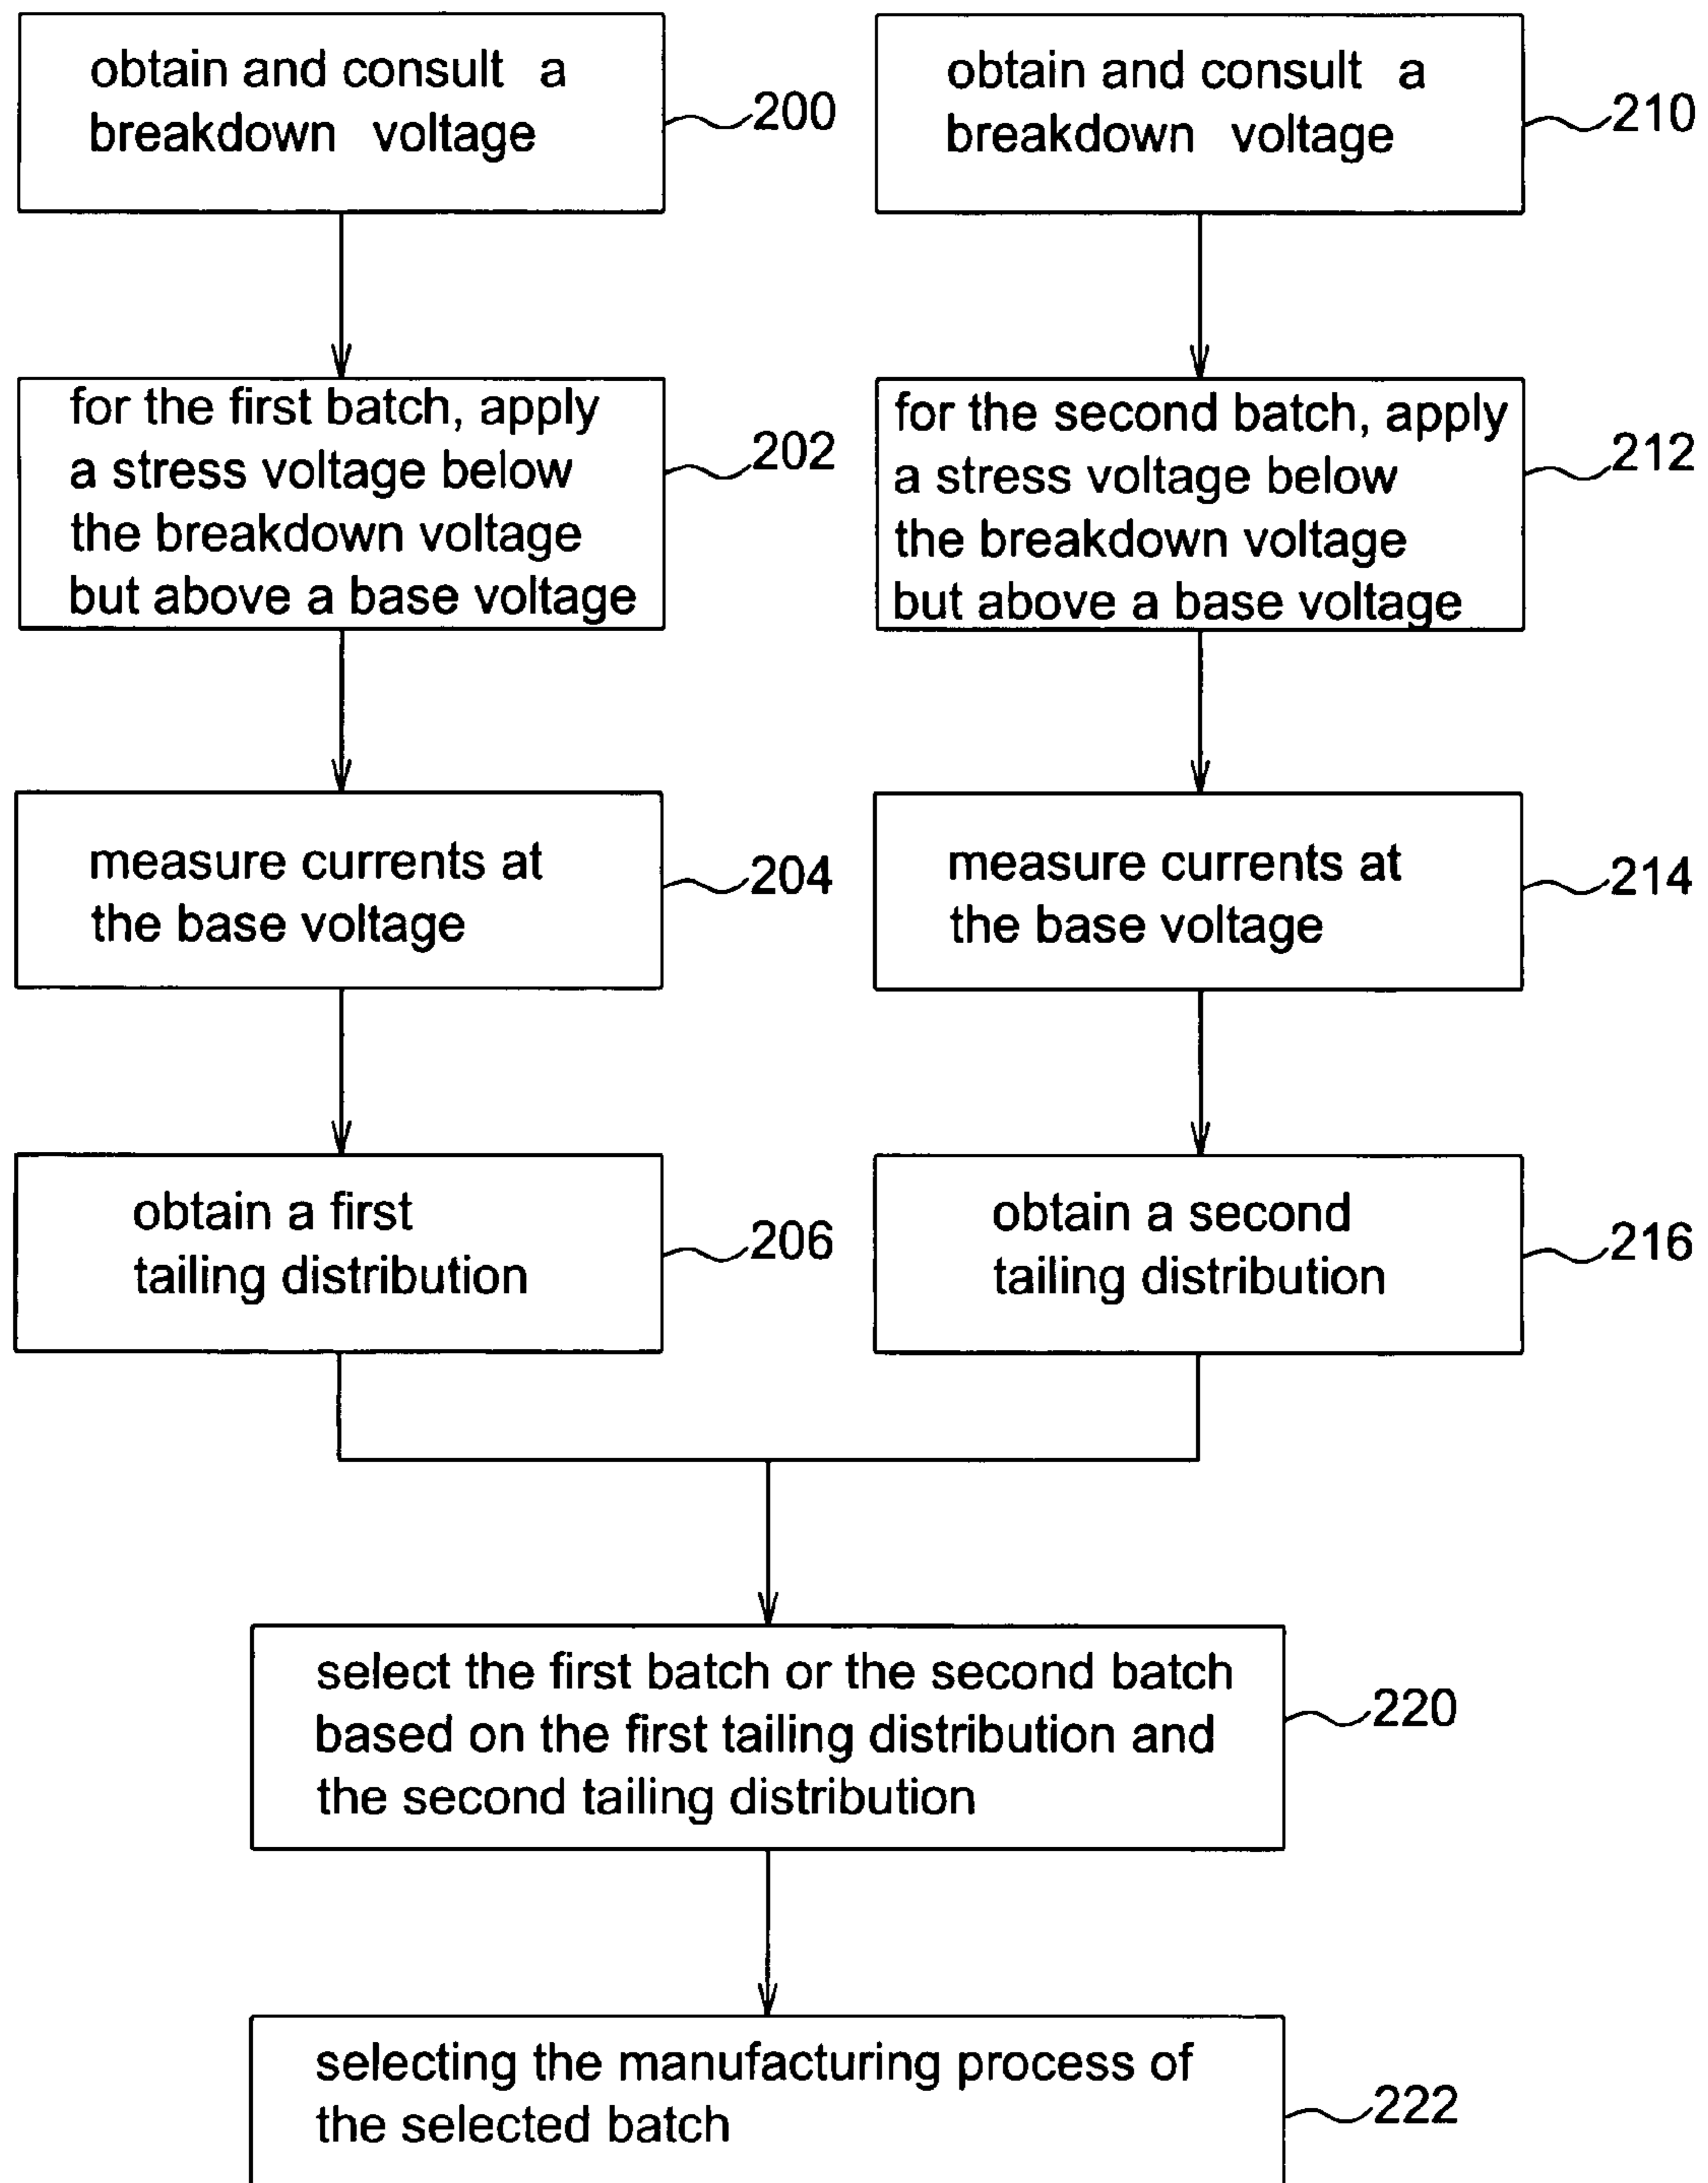 obtain and consult a
breakdown voltage
200
for the first batch, apply
a stress voltage below
the breakdown voltage
but above a base voltage
202
measure currents at
the base voltage
204
obtain a first
tailing distribution
206
obtain and consult a
breakdown voltage
210
for the second batch, apply
a stress voltage below
the breakdown voltage
but above a base voltage
212
measure currents at
the base voltage
214
obtain a second
tailing distribution
216
select the first batch or the second batch
based on the first tailing distribution and
the second tailing distribution
220
selecting the manufacturing process of
the selected batch
222